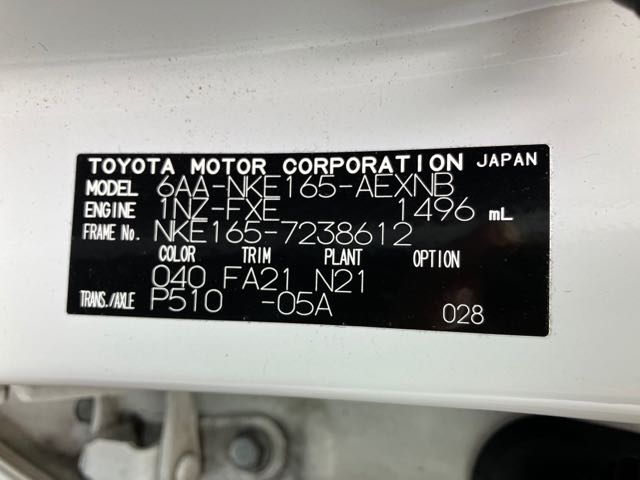 TOYOTA MOTOR CORPORATION JAPAN
MODEL 6AA-NKE165-AEXNB
ENGINE 1NZ-FXE 1496 mL
FRAME No. NKE165-7238612
COLOR TRIM PLANT OPTION
040 FA21 N21
TRANS./AXLE P510 -05A 028